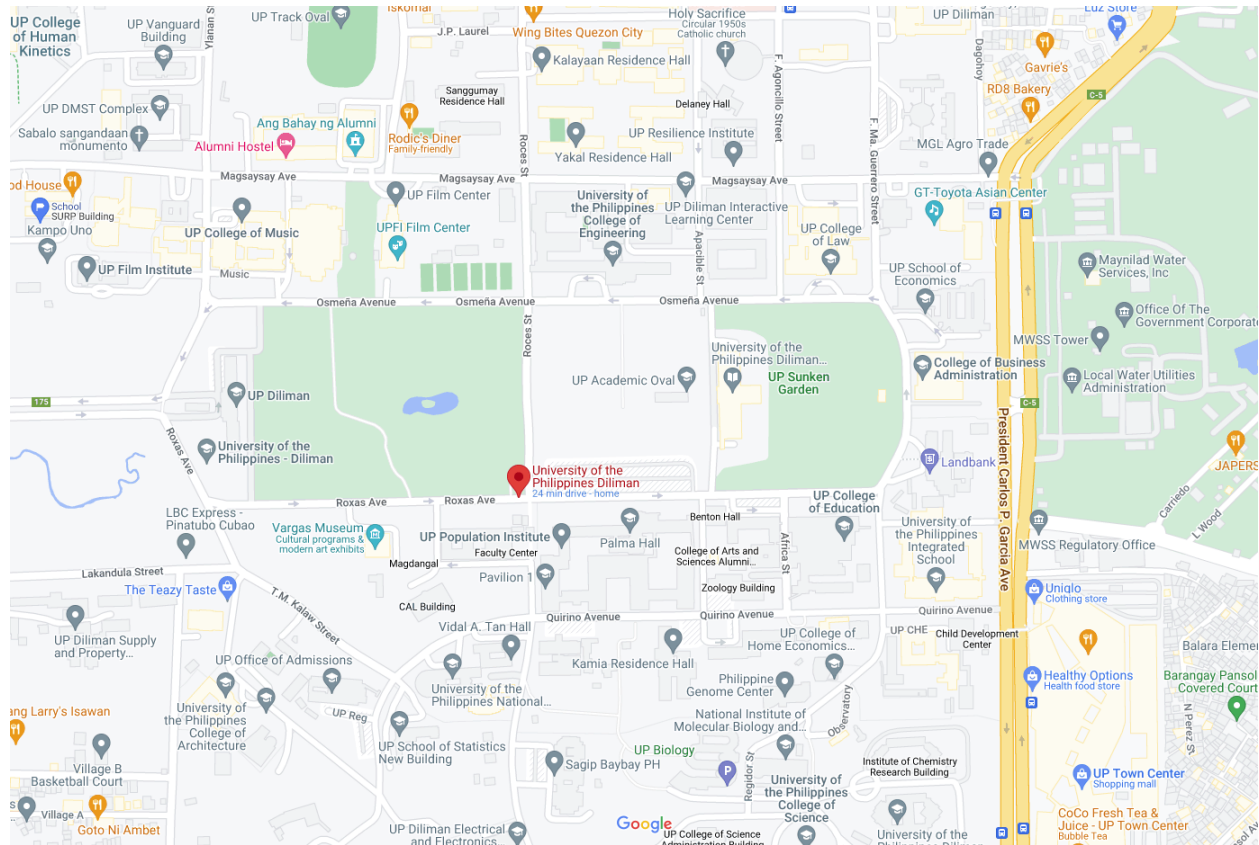 UP College
of Human
Kinetics
UP Vanguard
Building
Ylanan St
UP Track Oval
Iskomai
J.P. Laurel
Wing Bites Quezon City
Kalayaan Residence Hall
Holy Sacrifice
Circular 1950s
Catholic church
UP Diliman
Luz Store
Gavrie's
RD8 Bakery
C-5
Dagohoy
F. Agoncillo Street
F. Ma. Guerrero Street
Sanggumay
Residence Hall
Delaney Hall
UP DMST Complex
Sabalo sangandaan
monumento
Ang Bahay ng Alumni
Alumni Hostel
Rodic's Diner
Family-friendly
Roces St
Yakal Residence Hall
UP Resilience Institute
MGL Agro Trade
Magsaysay Ave
Magsaysay Ave
Magsaysay Ave
od House
School
SURP Building
Kampo Uno
UP College of Music
UP Film Center
UPFI Film Center
University of the
Philippines College
of Engineering
UP Diliman Interactive
Learning Center
Apacible St
UP College
of Law
GT-Toyota Asian Center
UP Film Institute
Music
UP School of
Economics
Maynilad Water
Services, Inc
Office Of The
Government Corporate
MWSS Tower
Osmeña Avenue
Osmeña Avenue
Osmeña Avenue
Roces St
University of the
Philippines Diliman...
UP Academic Oval
UP Sunken
Garden
College of Business
Administration
Local Water Utilities
Administration
175
UP Diliman
C-5
President Carlos P. Garcia Ave
Roxas Ave
University of the
Philippines - Diliman
University of the
Philippines Diliman
24 min drive - home
Landbank
JAPERS
Roxas Ave
Roxas Ave
UP College
of Education
Carriedo
L Wood
LBC Express -
Pinatubo Cubao
Vargas Museum
Cultural programs &
modern art exhibits
UP Population Institute
Faculty Center
Palma Hall
Benton Hall
College of Arts and
Sciences Alumni...
Africa St
University of
the Philippines
Integrated
School
MWSS Regulatory Office
Magdangal
Lakandula Street
The Teazy Taste
Pavilion 1
Zoology Building
Uniqlo
Clothing store
CAL Building
T.M. Kalaw Street
Quirino Avenue
Quirino Avenue
Quirino Avenue
UP Diliman Supply
and Property...
Vidal A. Tan Hall
UP CHE
Child Development
Center
Balara Elemen
UP Office of Admissions
Kamia Residence Hall
UP College of
Home Economics...
University of the
Philippines National...
Philippine
Genome Center
Healthy Options
Health food store
Barangay Pansol
Covered Court
N Perez St
ang Larry's Isawan
University of
the Philippines
College of
Architecture
UP Reg
National Institute of
Molecular Biology and...
Observatory
UP School of Statistics
New Building
UP Biology
Village B
Basketball Court
Sagip Baybay PH
Regidor St
Institute of Chemistry
Research Building
UP Town Center
Shopping mall
University of
the Philippines
College of
Science
Village A
Goto Ni Ambet
UP Diliman Electrical
and Electronics...
Google
UP College of Science
Administration Building
University of the
Philippines Diliman
CoCo Fresh Tea &
Juice - UP Town Center
Bubble Tea